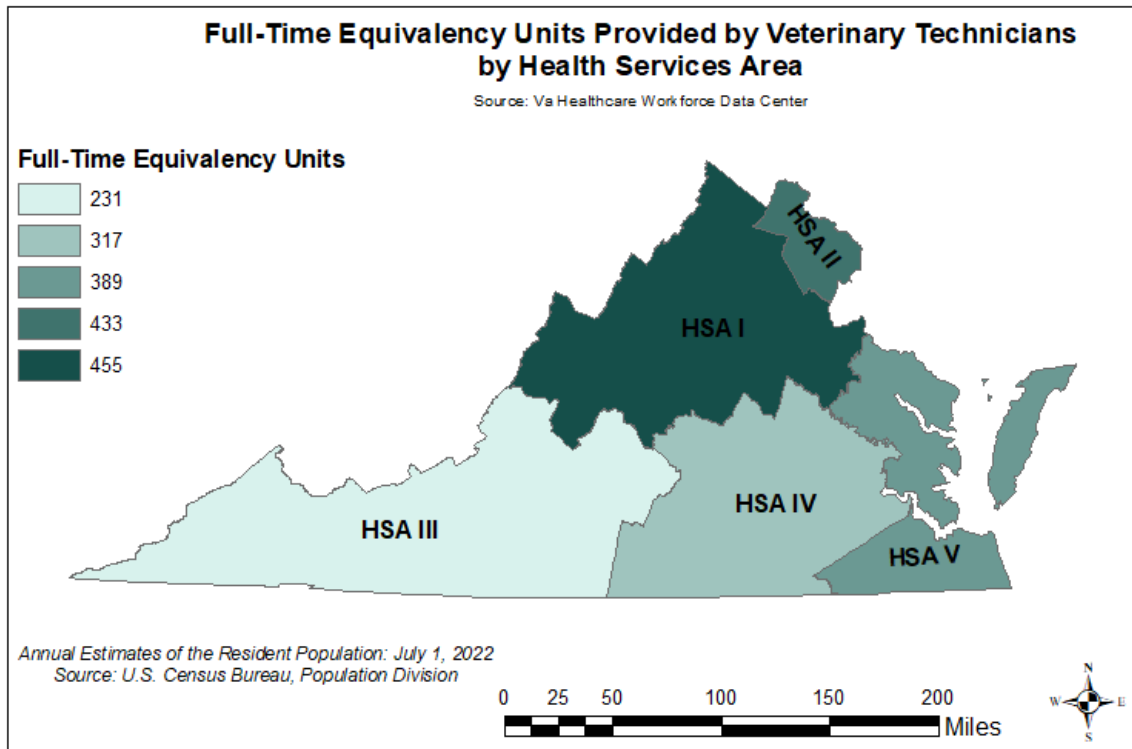 Full-Time Equivalency Units Provided by Veterinary Technicians
by Health Services Area
Source: Va Healthcare Workforce Data Center
Full-Time Equivalency Units
231
317
389
433
455
HSA II
HSA I
HSA IV
HSA III
HSA V
Annual Estimates of the Resident Population: July 1, 2022
Source: U.S. Census Bureau, Population Division
0 25 50 100 150 200
Miles
N
W E
S